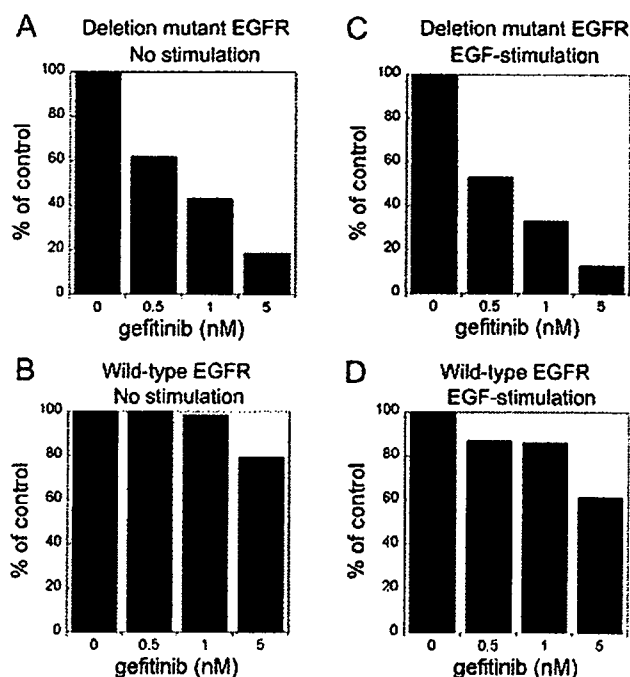 A
Deletion mutant EGFR
No stimulation
% of control
100
80
60
40
20
0
0 0.5 1 5
gefitinib (nM)
C
Deletion mutant EGFR
EGF-stimulation
% of control
100
80
60
40
20
0
0 0.5 1 5
gefitinib (nM)
B
Wild-type EGFR
No stimulation
% of control
100
80
60
40
20
0
0 0.5 1 5
gefitinib (nM)
D
Wild-type EGFR
EGF-stimulation
% of control
100
80
60
40
20
0
0 0.5 1 5
gefitinib (nM)